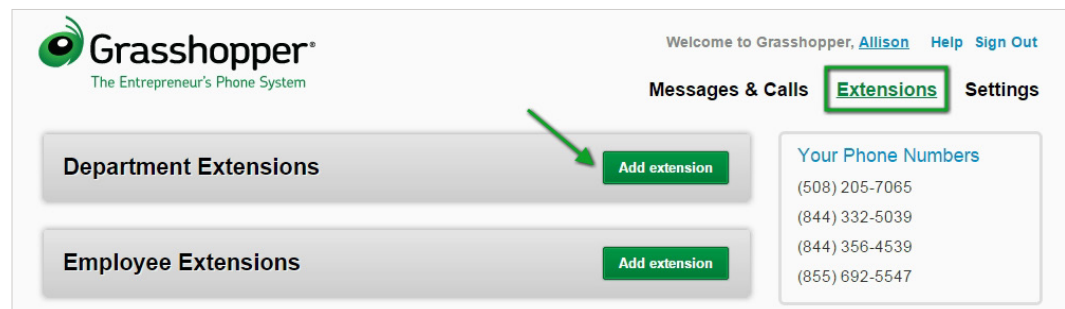 Grasshopper®
The Entrepreneur's Phone System
Welcome to Grasshopper, Allison Help Sign Out
Messages & Calls Extensions Settings
Department Extensions
Add extension
Employee Extensions
Add extension
Your Phone Numbers
(508) 205-7065
(844) 332-5039
(844) 356-4539
(855) 692-5547